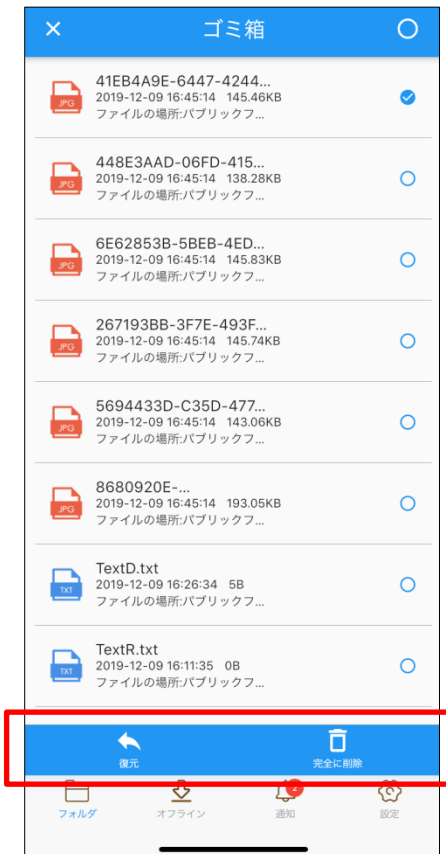 ゴミ箱
JPG
41EB4A9E-6447-4244...
2019-12-09 16:45:14 145.46KB
ファイルの場所:パブリックフ...
JPG
448E3AAD-06FD-415...
2019-12-09 16:45:14 138.28KB
ファイルの場所:パブリックフ...
JPG
6E62853B-5BEB-4ED...
2019-12-09 16:45:14 145.83KB
ファイルの場所:パブリックフ...
JPG
267193BB-3F7E-493F...
2019-12-09 16:45:14 145.74KB
ファイルの場所:パブリックフ...
JPG
5694433D-C35D-477...
2019-12-09 16:45:14 143.06KB
ファイルの場所:パブリックフ...
JPG
8680920E-...
2019-12-09 16:45:14 193.05KB
ファイルの場所:パブリックフ...
TXT
TextD.txt
2019-12-09 16:26:34 5B
ファイルの場所:パブリックフ...
TXT
TextR.txt
2019-12-09 16:11:35 0B
ファイルの場所:パブリックフ...
復元 完全に削除
2
フォルダ オフライン 通知 設定